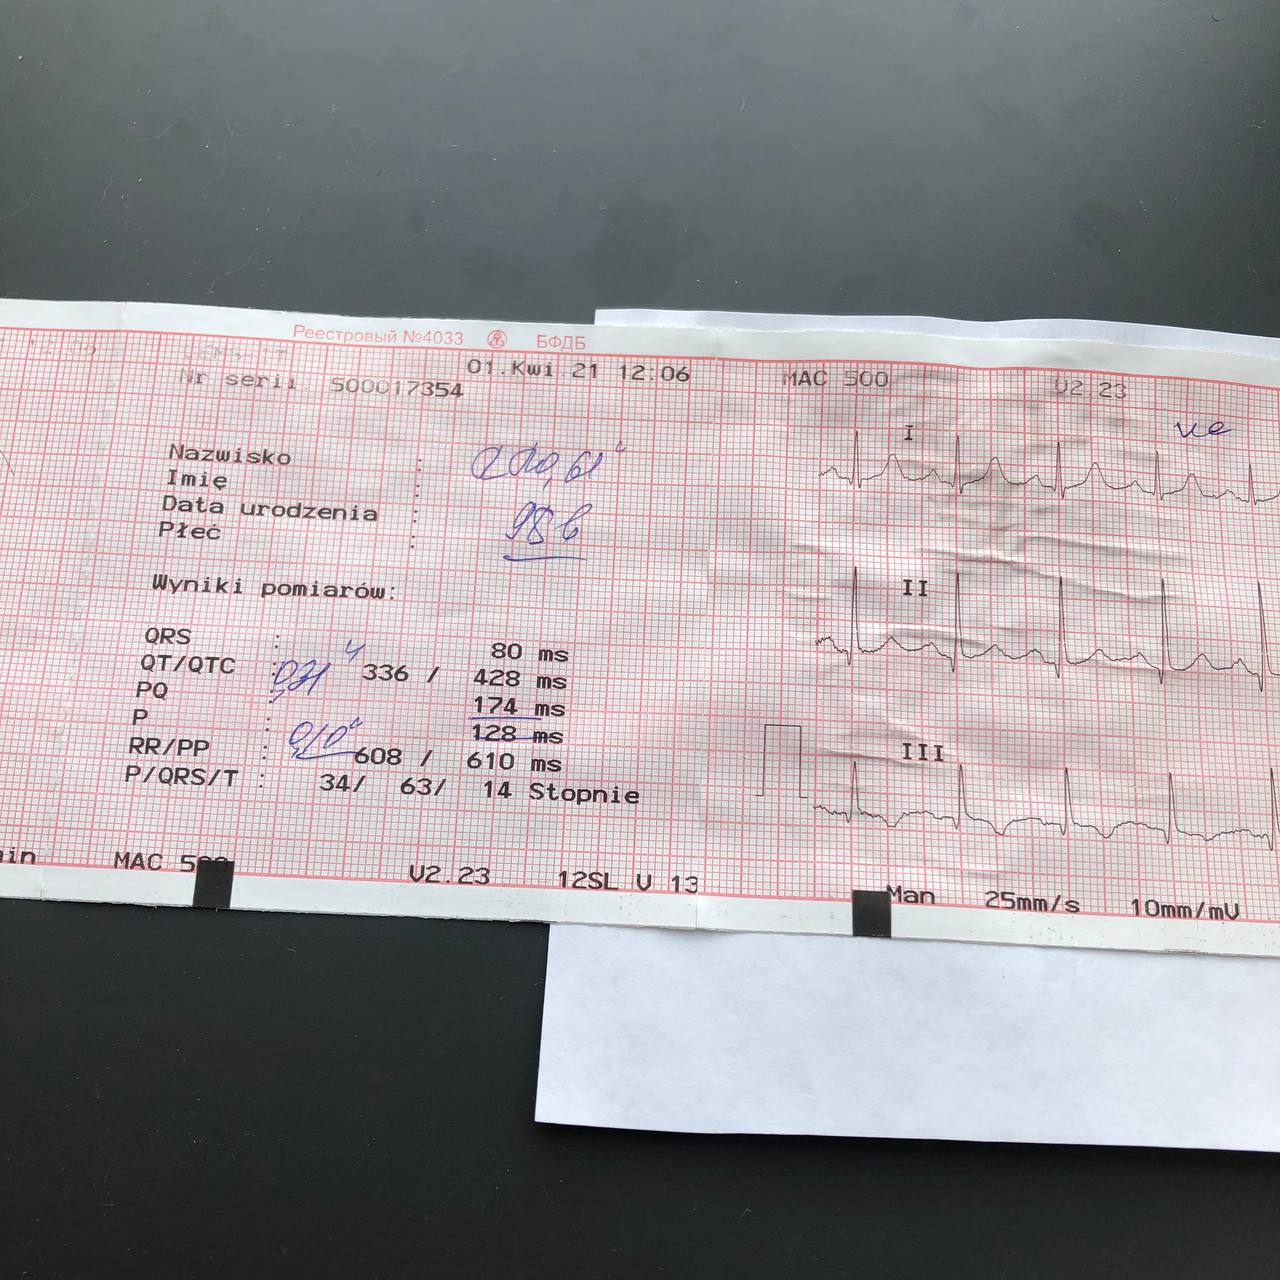 Реестровый №4033 БФДБ
Nr serii 500017354
01.Kwi 21 12:06
MAC 500 V2 23
Nazwisko :
Imię :
Data urodzenia :
Płeć :
Wyniki pomiarów:
QRS : 80 ms
QT/QTC : 336 / 428 ms
PQ : 174 ms
P : 128 ms
RR/PP : 608 / 610 ms
P/QRS/T : 34/ 63/ 14 Stopnie
MAC 500 V2.23 12SL V 13
I
II
III
Man 25mm/s 10mm/mV